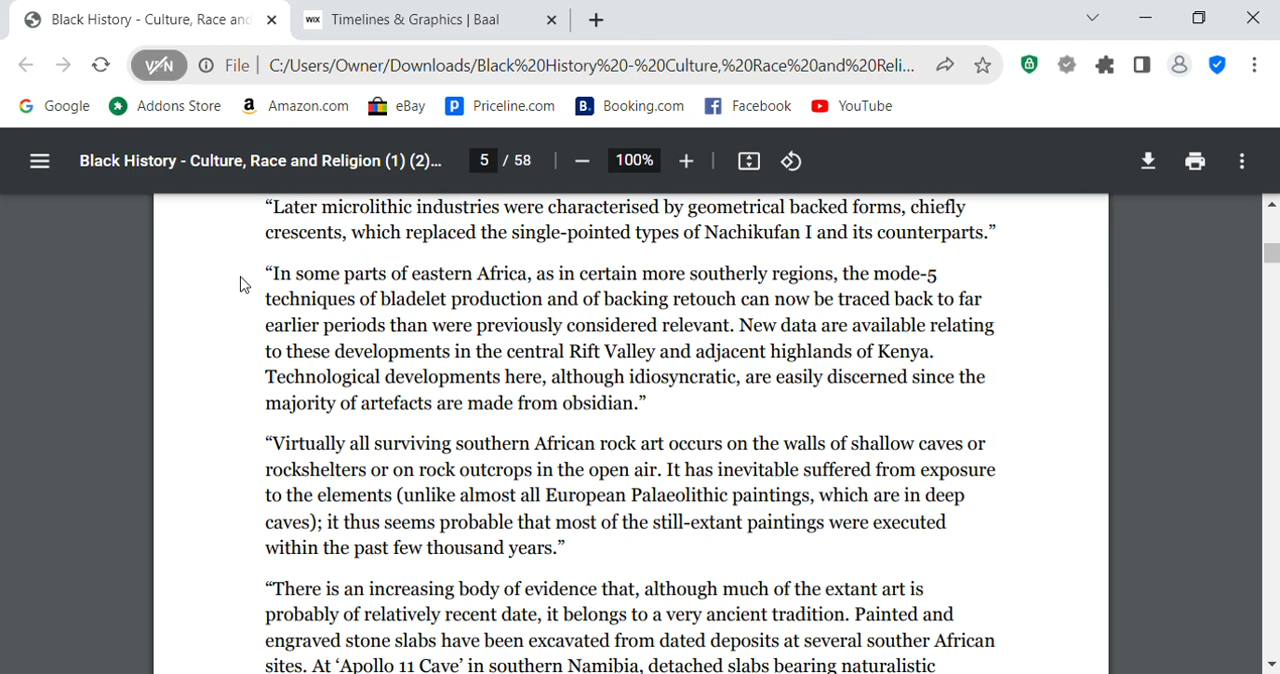 Black History - Culture, Race and
WIX Timelines & Graphics | Baal
VPN File C:/Users/Owner/Downloads/Black%20History%20-%20Culture,%20Race%20and%20Reli...
Google Addons Store Amazon.com eBay Priceline.com Booking.com Facebook YouTube
Black History - Culture, Race and Religion (1) (2)... 5 / 58 100%
“Later microlithic industries were characterised by geometrical backed forms, chiefly
crescents, which replaced the single-pointed types of Nachikufan I and its counterparts.”
“In some parts of eastern Africa, as in certain more southerly regions, the mode-5
techniques of bladelet production and of backing retouch can now be traced back to far
earlier periods than were previously considered relevant. New data are available relating
to these developments in the central Rift Valley and adjacent highlands of Kenya.
Technological developments here, although idiosyncratic, are easily discerned since the
majority of artefacts are made from obsidian.”
“Virtually all surviving southern African rock art occurs on the walls of shallow caves or
rockshelters or on rock outcrops in the open air. It has inevitable suffered from exposure
to the elements (unlike almost all European Palaeolithic paintings, which are in deep
caves); it thus seems probable that most of the still-extant paintings were executed
within the past few thousand years.”
“There is an increasing body of evidence that, although much of the extant art is
probably of relatively recent date, it belongs to a very ancient tradition. Painted and
engraved stone slabs have been excavated from dated deposits at several souther African
sites. At ‘Apollo 11 Cave’ in southern Namibia, detached slabs bearing naturalistic